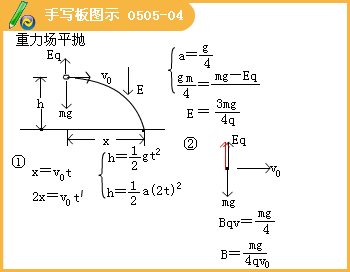 手写板图示 0505-04
重力场平抛
Eq
v₀
E
h
mg
x
a=g/4
gm/4=mg-Eq
E=3mg/4q
①
x=v₀t
2x=v₀t'
h=1/2 gt²
h=1/2 a(2t)²
②
Eq
v₀
mg
Bqv=mg/4
B=mg/4qv₀